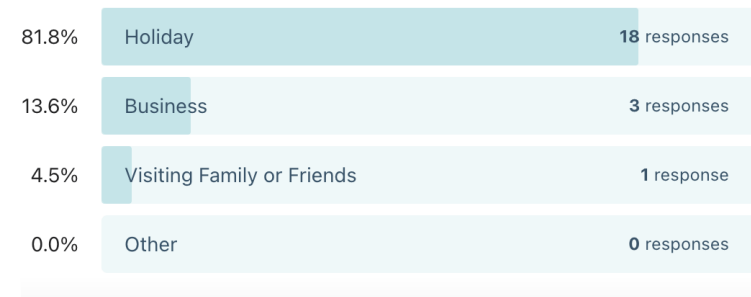 81.8% Holiday 18 responses
13.6% Business 3 responses
4.5% Visiting Family or Friends 1 response
0.0% Other 0 responses